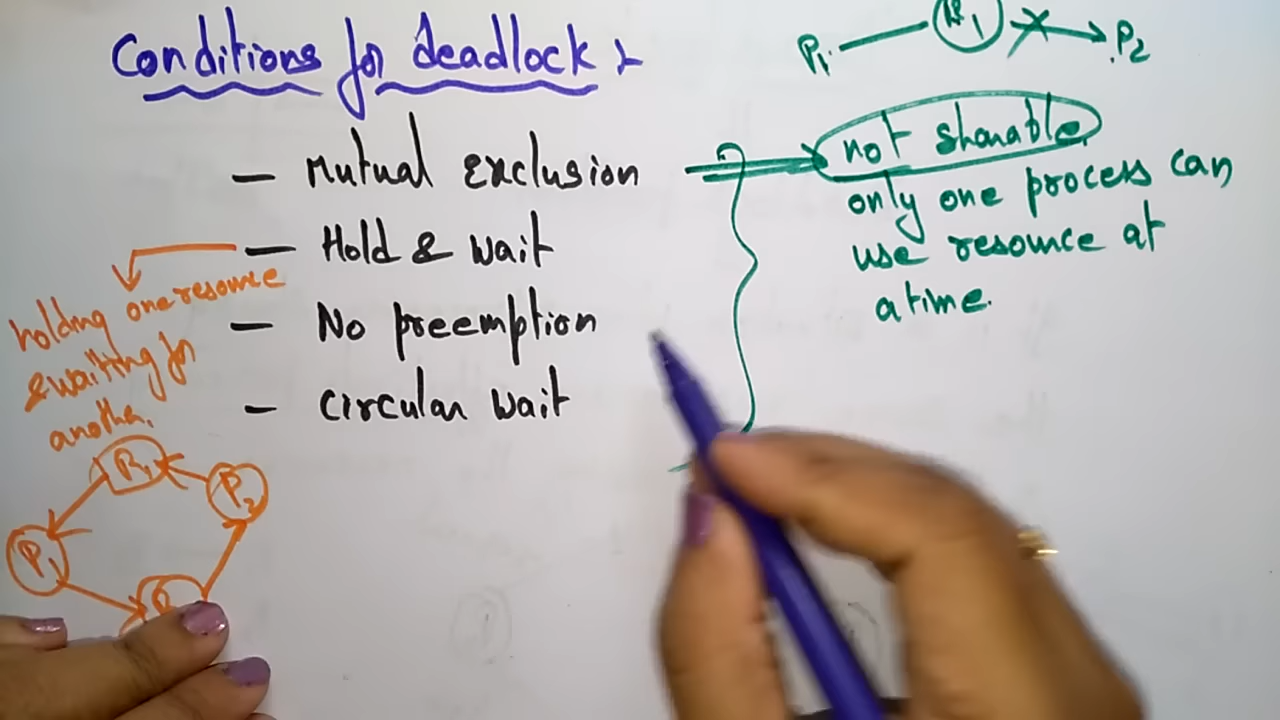 Conditions for deadlock :-
- Mutual exclusion
- Hold & wait
- No preemption
- circular wait
P1 R1 P2
not sharable
only one process can
use resource at
a time.
holding one resource
& waiting for
another.
R1
P2
P1